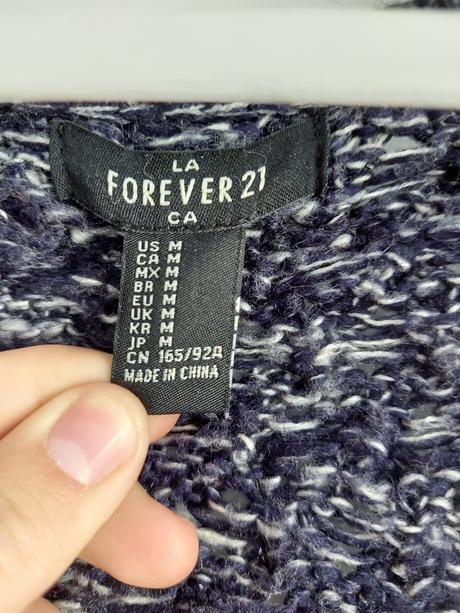 LA
FOREVER 21
CA
US M
CA M
MX M
BR M
EU M
UK M
KR M
JP M
CN 165/92A
MADE IN CHINA